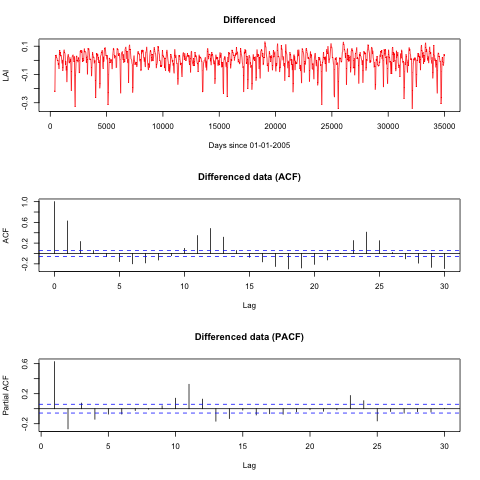 Differenced
LAI
-0.3 -0.1 0.1
0 5000 10000 15000 20000 25000 30000 35000
Days since 01-01-2005
Differenced data (ACF)
ACF
-0.2 0.2 0.6 1.0
0 5 10 15 20 25 30
Lag
Differenced data (PACF)
Partial ACF
-0.2 0.2 0.6
0 5 10 15 20 25 30
Lag